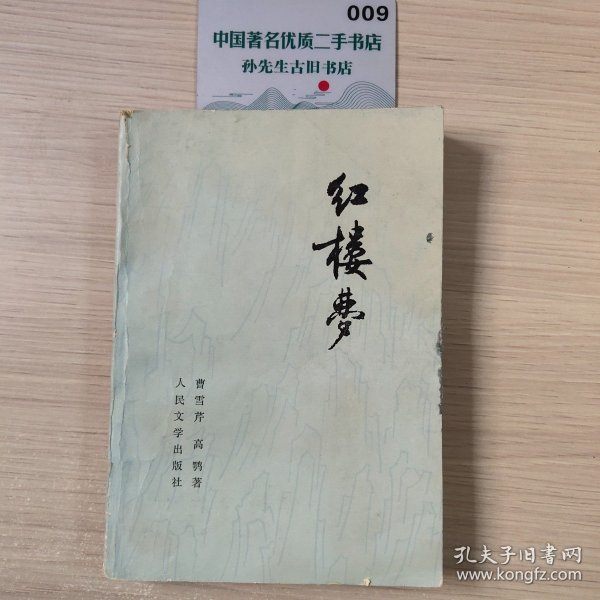 009
中国著名优质二手书店
孙先生古旧书店
红楼梦
曹雪芹 高鹗著
人民文学出版社
孔夫子旧书网
www.kongfz.com